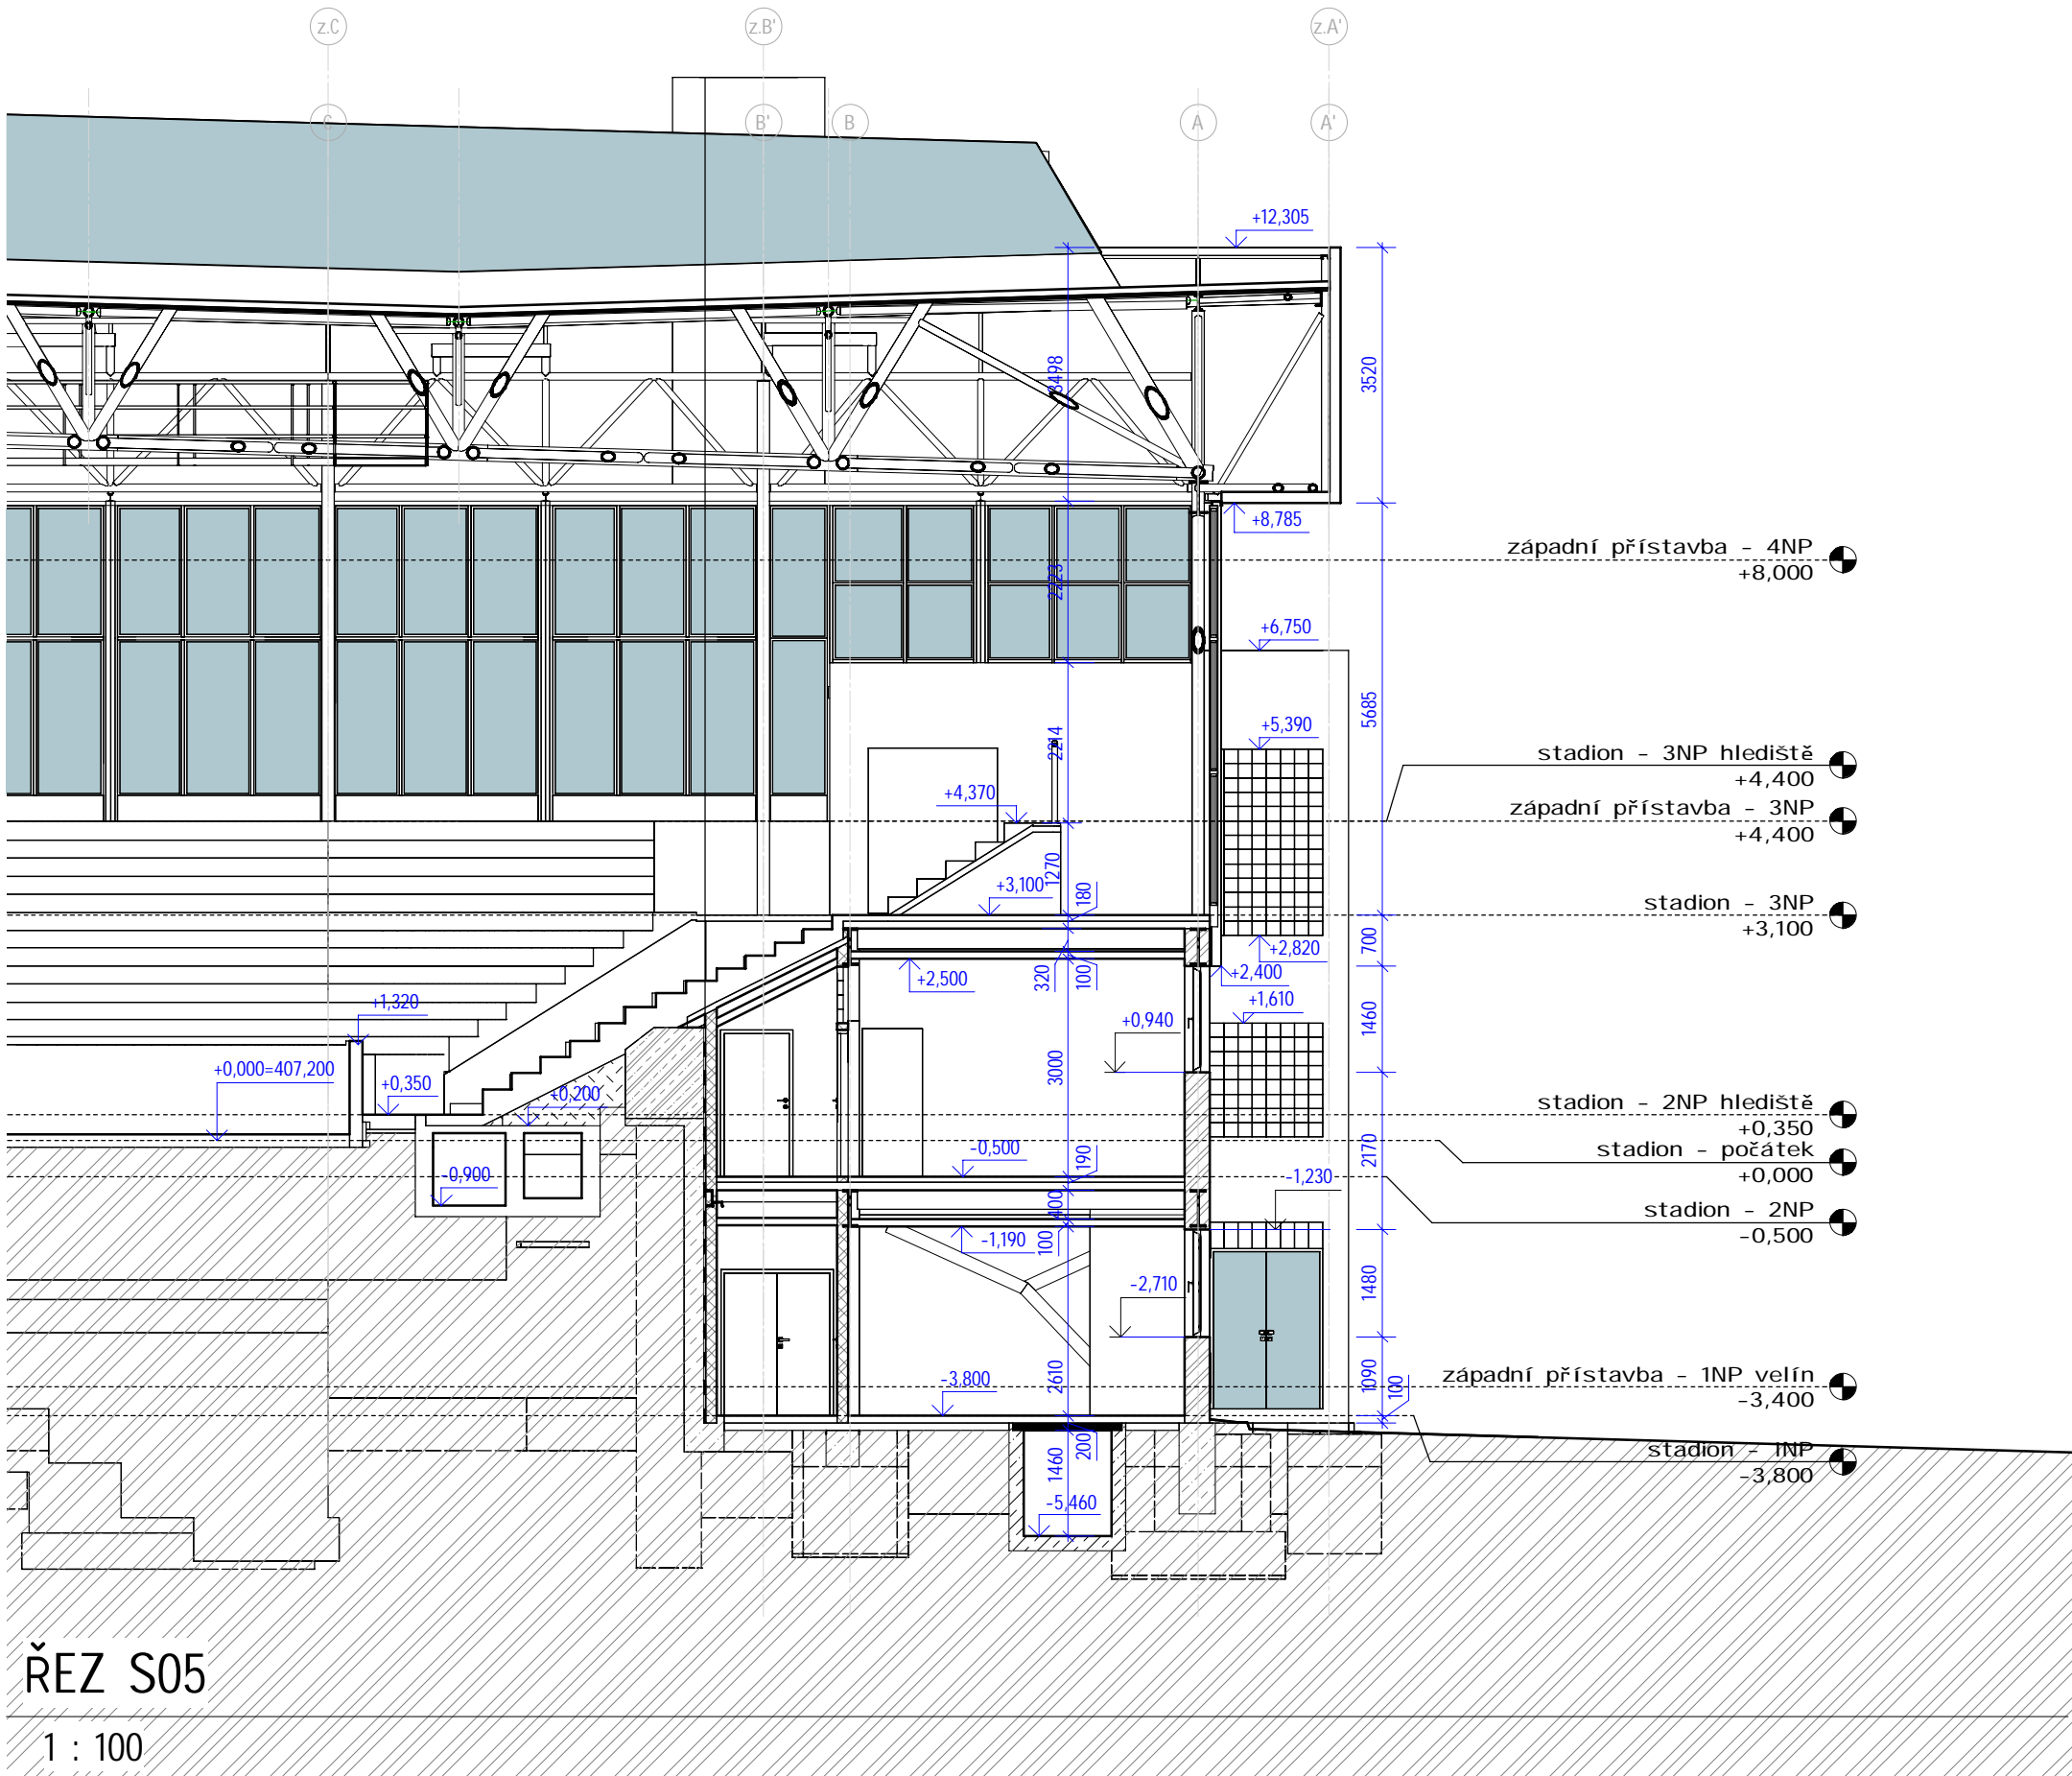 z.C
z.B'
z.A'
C
B'
B
A
A'
+12,305
3498
3520
+8,785
západní přístavba - 4NP
+8,000
2223
+6,750
5685
+5,390
2214
stadion - 3NP hlediště
+4,400
+4,370
západní přístavba - 3NP
+4,400
1270
+3,100
180
stadion - 3NP
+3,100
700
+2,820
+2,400
+2,500
320
100
+1,320
+1,610
1460
+0,940
+0,000=407,200
3000
+0,350
+0,200
stadion - 2NP hlediště
+0,350
stadion - počátek
+0,000
2170
-0,500
190
-0,900
-1,230
400
stadion - 2NP
-0,500
-1,190
100
-2,710
1480
-3,800
2610
1090
100
západní přístavba - 1NP velín
-3,400
stadion - 1NP
-3,800
1460
200
-5,460
ŘEZ S05
1 : 100